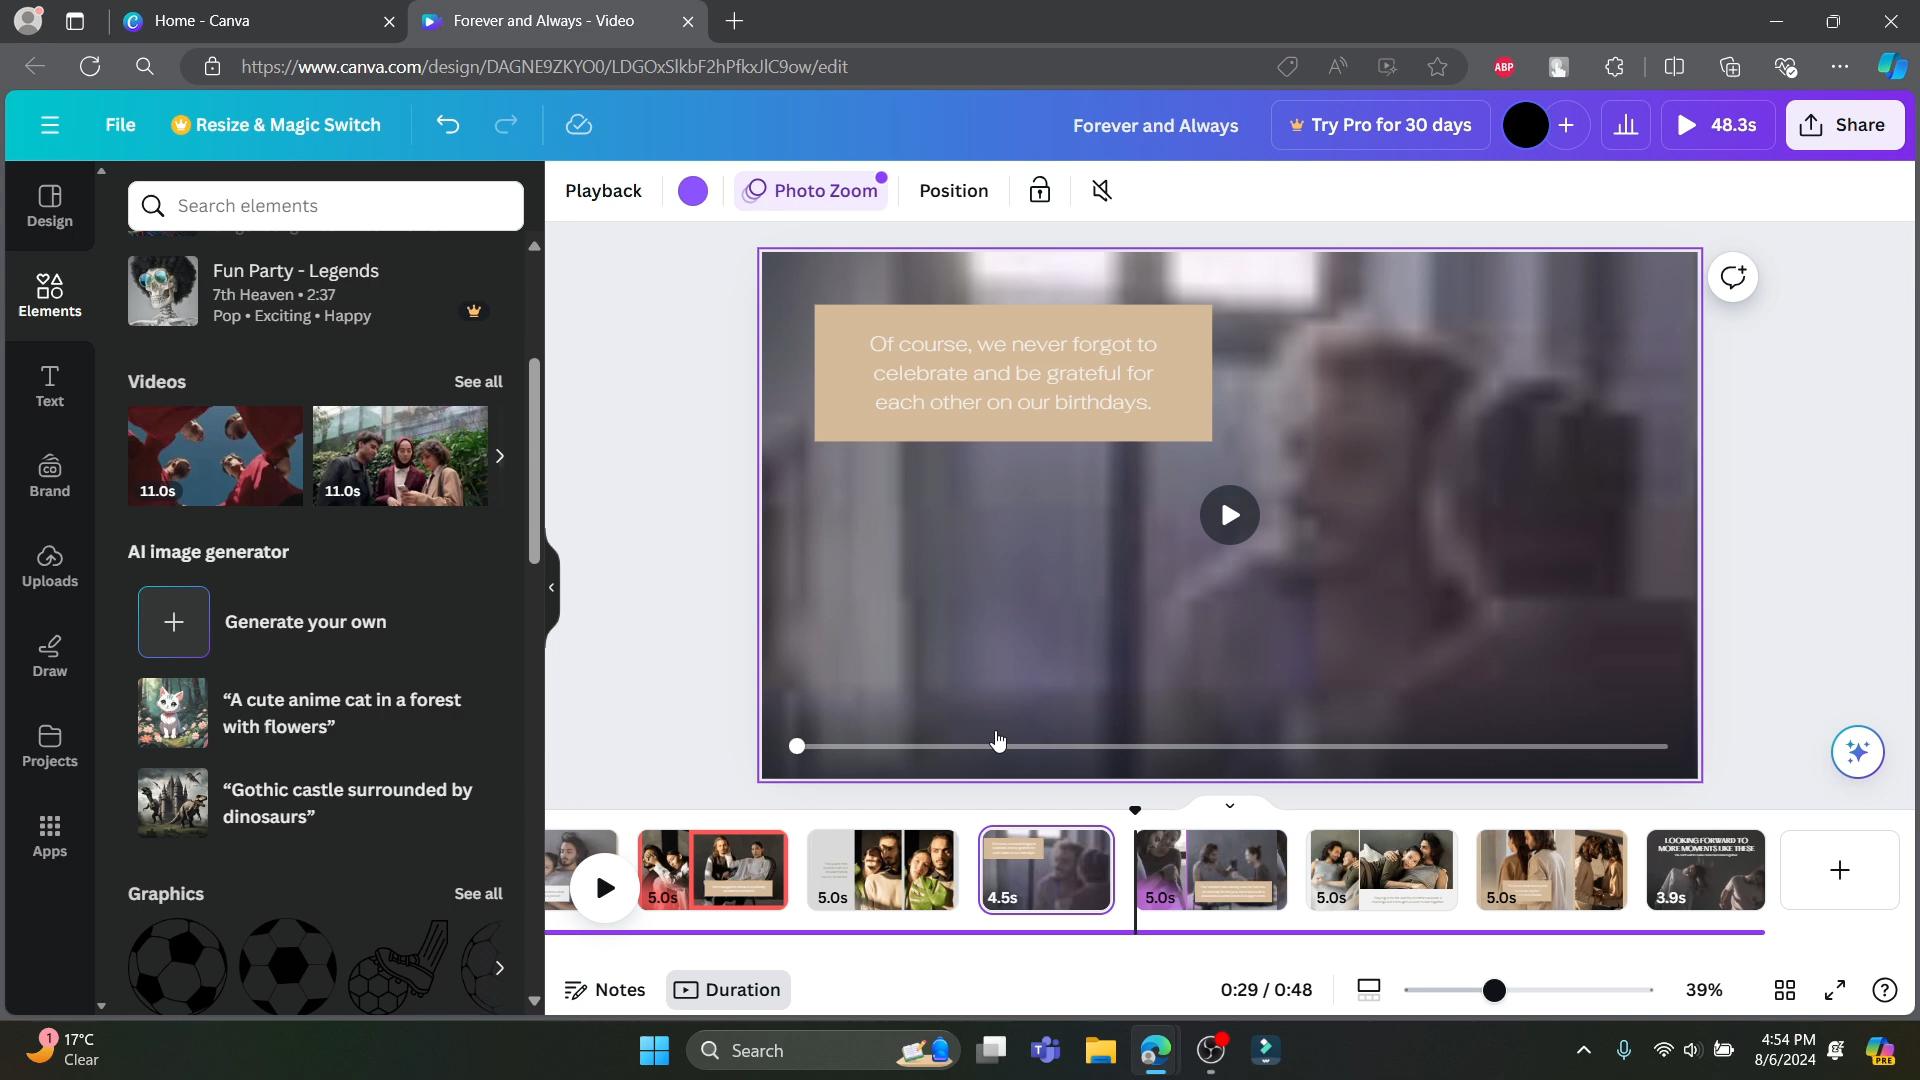 Home - Canva
Forever and Always - Video
https://www.canva.com/design/DAGNE9ZKYO0/LDGOxSlkbF2hPfkxJlC9ow/edit
ABP
File
Resize & Magic Switch
Forever and Always
Try Pro for 30 days
48.3s
Share
Design
Elements
Text
Brand
Uploads
Draw
Projects
Apps
Search elements
Fun Party - Legends
7th Heaven • 2:37
Pop • Exciting • Happy
Videos
See all
11.0s
11.0s
AI image generator
Generate your own
“A cute anime cat in a forest
with flowers”
“Gothic castle surrounded by
dinosaurs”
Graphics
See all
Playback
Photo Zoom
Position
Of course, we never forgot to
celebrate and be grateful for
each other on our birthdays.
5.0s
5.0s
4.5s
5.0s
5.0s
5.0s
LOOKING FORWARD TO
MORE MOMENTS LIKE THESE
3.9s
Notes
Duration
0:29 / 0:48
39%
1
17°C
Clear
Search
4:54 PM
8/6/2024
PRE